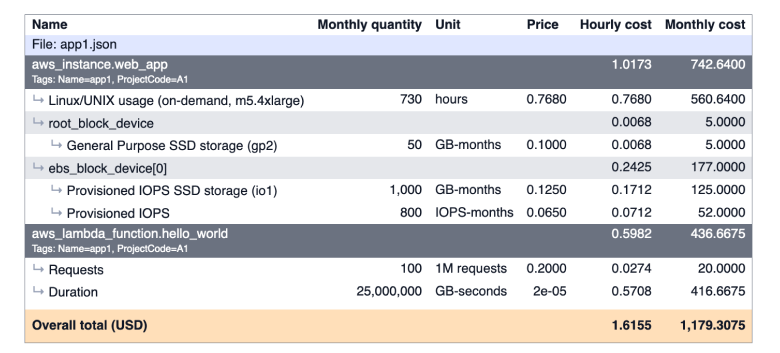 Name Monthly quantity Unit Price Hourly cost Monthly cost
File: app1.json
aws_instance.web_app 1.0173 742.6400
Tags: Name=app1, ProjectCode=A1
↳ Linux/UNIX usage (on-demand, m5.4xlarge) 730 hours 0.7680 0.7680 560.6400
↳ root_block_device 0.0068 5.0000
↳ General Purpose SSD storage (gp2) 50 GB-months 0.1000 0.0068 5.0000
↳ ebs_block_device[0] 0.2425 177.0000
↳ Provisioned IOPS SSD storage (io1) 1,000 GB-months 0.1250 0.1712 125.0000
↳ Provisioned IOPS 800 IOPS-months 0.0650 0.0712 52.0000
aws_lambda_function.hello_world 0.5982 436.6675
Tags: Name=app1, ProjectCode=A1
↳ Requests 100 1M requests 0.2000 0.0274 20.0000
↳ Duration 25,000,000 GB-seconds 2e-05 0.5708 416.6675
Overall total (USD) 1.6155 1,179.3075